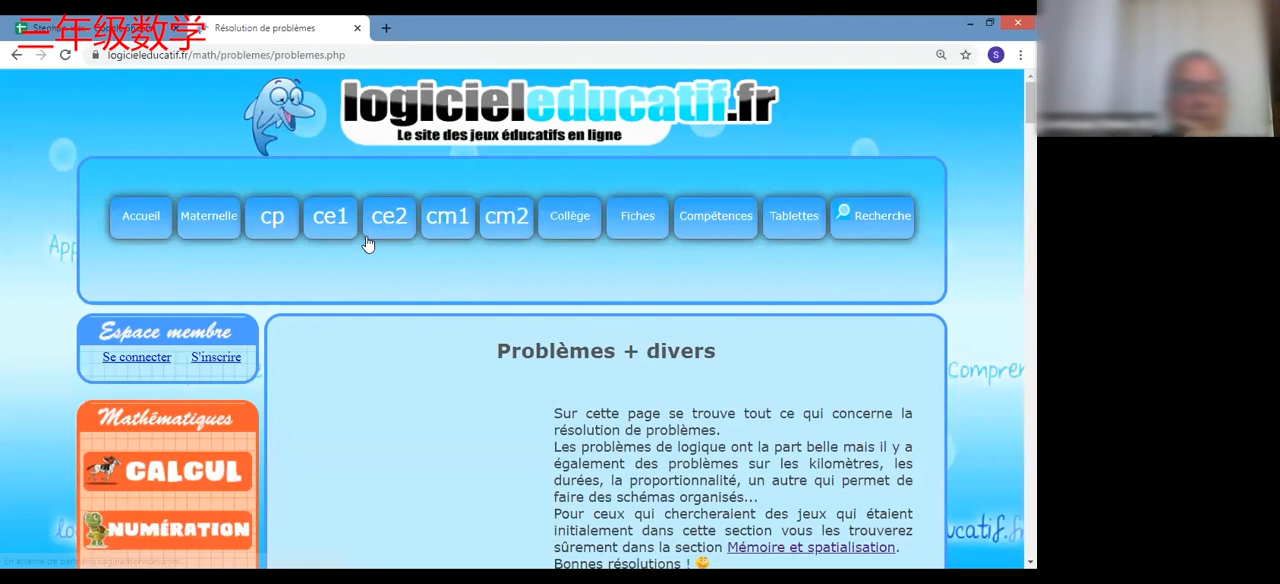 三年级数学
Résolution de problèmes
logicieleducatif.fr/math/problemes/problemes.php
logicieleducatif.fr
Le site des jeux éducatifs en ligne
Accueil
Maternelle
cp
ce1
ce2
cm1
cm2
Collège
Fiches
Compétences
Tablettes
Recherche
Espace membre
Se connecter S'inscrire
Mathématiques
CALCUL
NUMÉRATION
Problèmes + divers
Sur cette page se trouve tout ce qui concerne la
résolution de problèmes.
Les problèmes de logique ont la part belle mais il y a
également des problèmes sur les kilomètres, les
durées, la proportionnalité, un autre qui permet de
faire des schémas organisés...
Pour ceux qui chercheraient des jeux qui étaient
initialement dans cette section vous les trouverez
sûrement dans la section Mémoire et spatialisation.
Bonnes résolutions !
Comprer